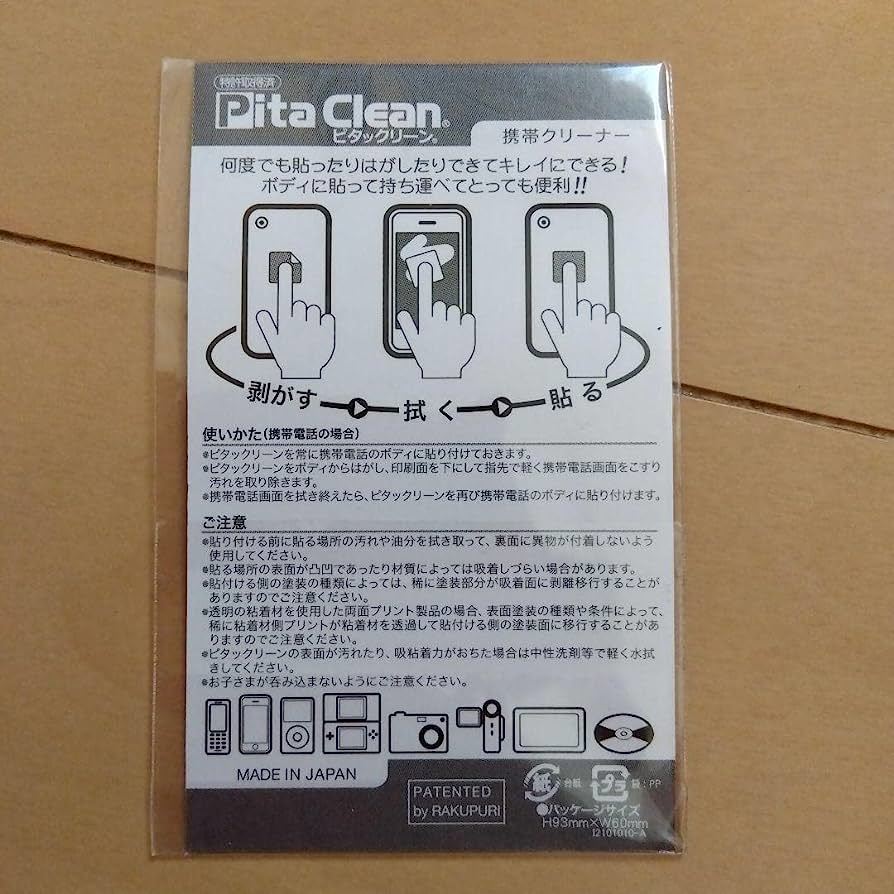 特許取得済
Pita Clean®
ピタックリーン®
携帯クリーナー
何度でも貼ったりはがしたりできてキレイにできる!
ボディに貼って持ち運べてとっても便利!!
剥がす
拭く
貼る
使いかた(携帯電話の場合)
●ピタックリーンを常に携帯電話のボディに貼り付けておきます。
●ピタックリーンをボディからはがし、印刷面を下にして指先で軽く携帯電話画面をこすり
汚れを取り除きます。
●携帯電話画面を拭き終えたら、ピタックリーンを再び携帯電話のボディに貼り付けます。
ご注意
●貼り付ける前に貼る場所の汚れや油分を拭き取って、裏面に異物が付着しないよう
使用してください。
●貼る場所の表面が凸凹であったり材質によっては吸着しづらい場合があります。
●貼付ける側の塗装の種類によっては、稀に塗装部分が吸着面に剥離移行することが
ありますのでご注意ください。
●透明の粘着材を使用した両面プリント製品の場合、表面塗装の種類や条件によって、
稀に粘着材側プリントが粘着材を透過して貼付ける側の塗装面に移行することがあ
りますのでご注意ください。
●ピタックリーンの表面が汚れたり、吸粘着力がおちた場合は中性洗剤等で軽く水拭
きしてください。
●お子さまが呑み込まないようにご注意ください。
MADE IN JAPAN
PATENTED
by RAKUPURI
紙:台紙
プラ 袋:PP
●パッケージサイズ
H93mm×W60mm
I2101010-A